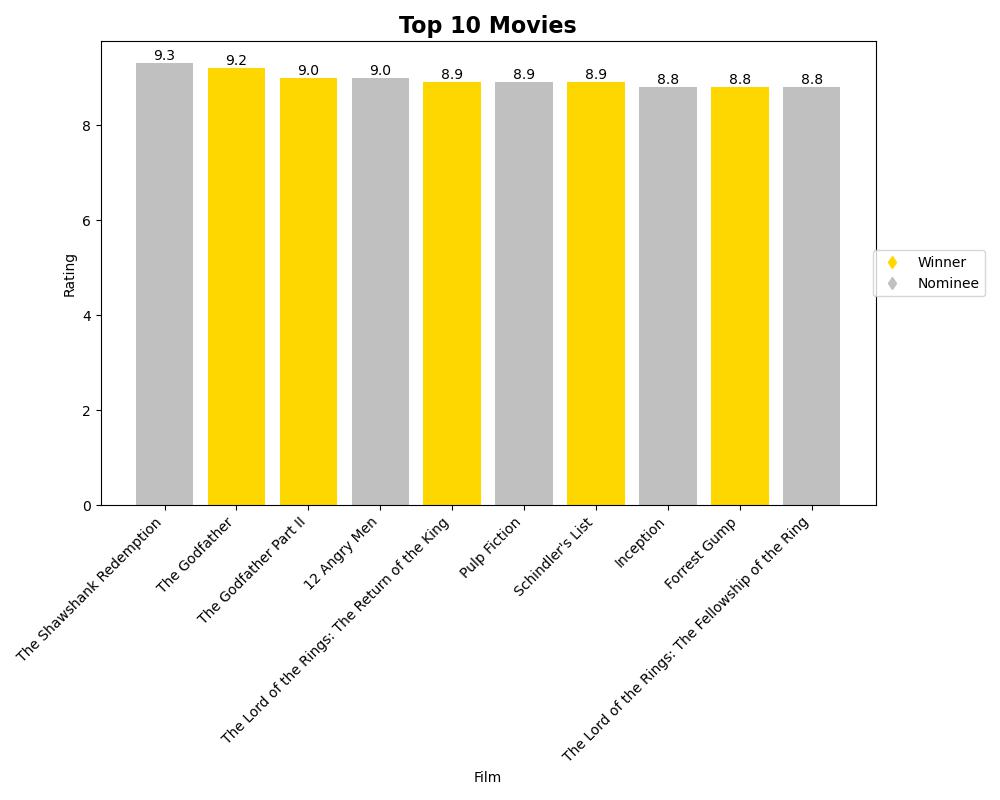 Top 10 Movies
9.3
9.2
9.0
9.0
8.9
8.9
8.9
8.8
8.8
8.8
8
6
4
2
0
Rating
Winner
Nominee
The Shawshank Redemption
The Godfather
The Godfather Part II
12 Angry Men
The Lord of the Rings: The Return of the King
Pulp Fiction
Schindler's List
Inception
Forrest Gump
The Lord of the Rings: The Fellowship of the Ring
Film